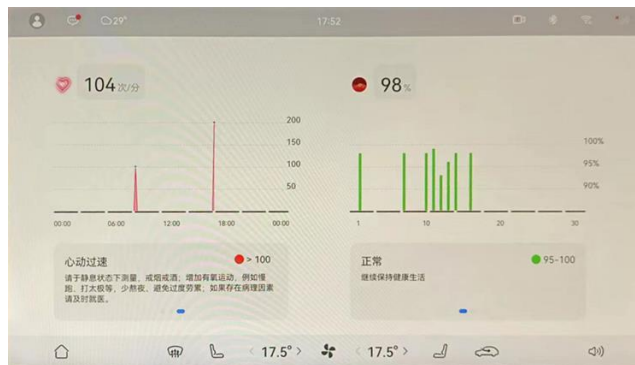 29°
17:52
104次/分
98%
200
150
100
50
00:00 06:00 12:00 18:00 00:00
100%
95%
90%
1 10 20 30
心动过速
> 100
请于静息状态下测量，戒烟戒酒；增加有氧运动，例如慢
跑、打太极等，少熬夜、避免过度劳累；如果存在病理因素
请及时就医。
正常
95-100
继续保持健康生活
< 17.5° >
< 17.5° >